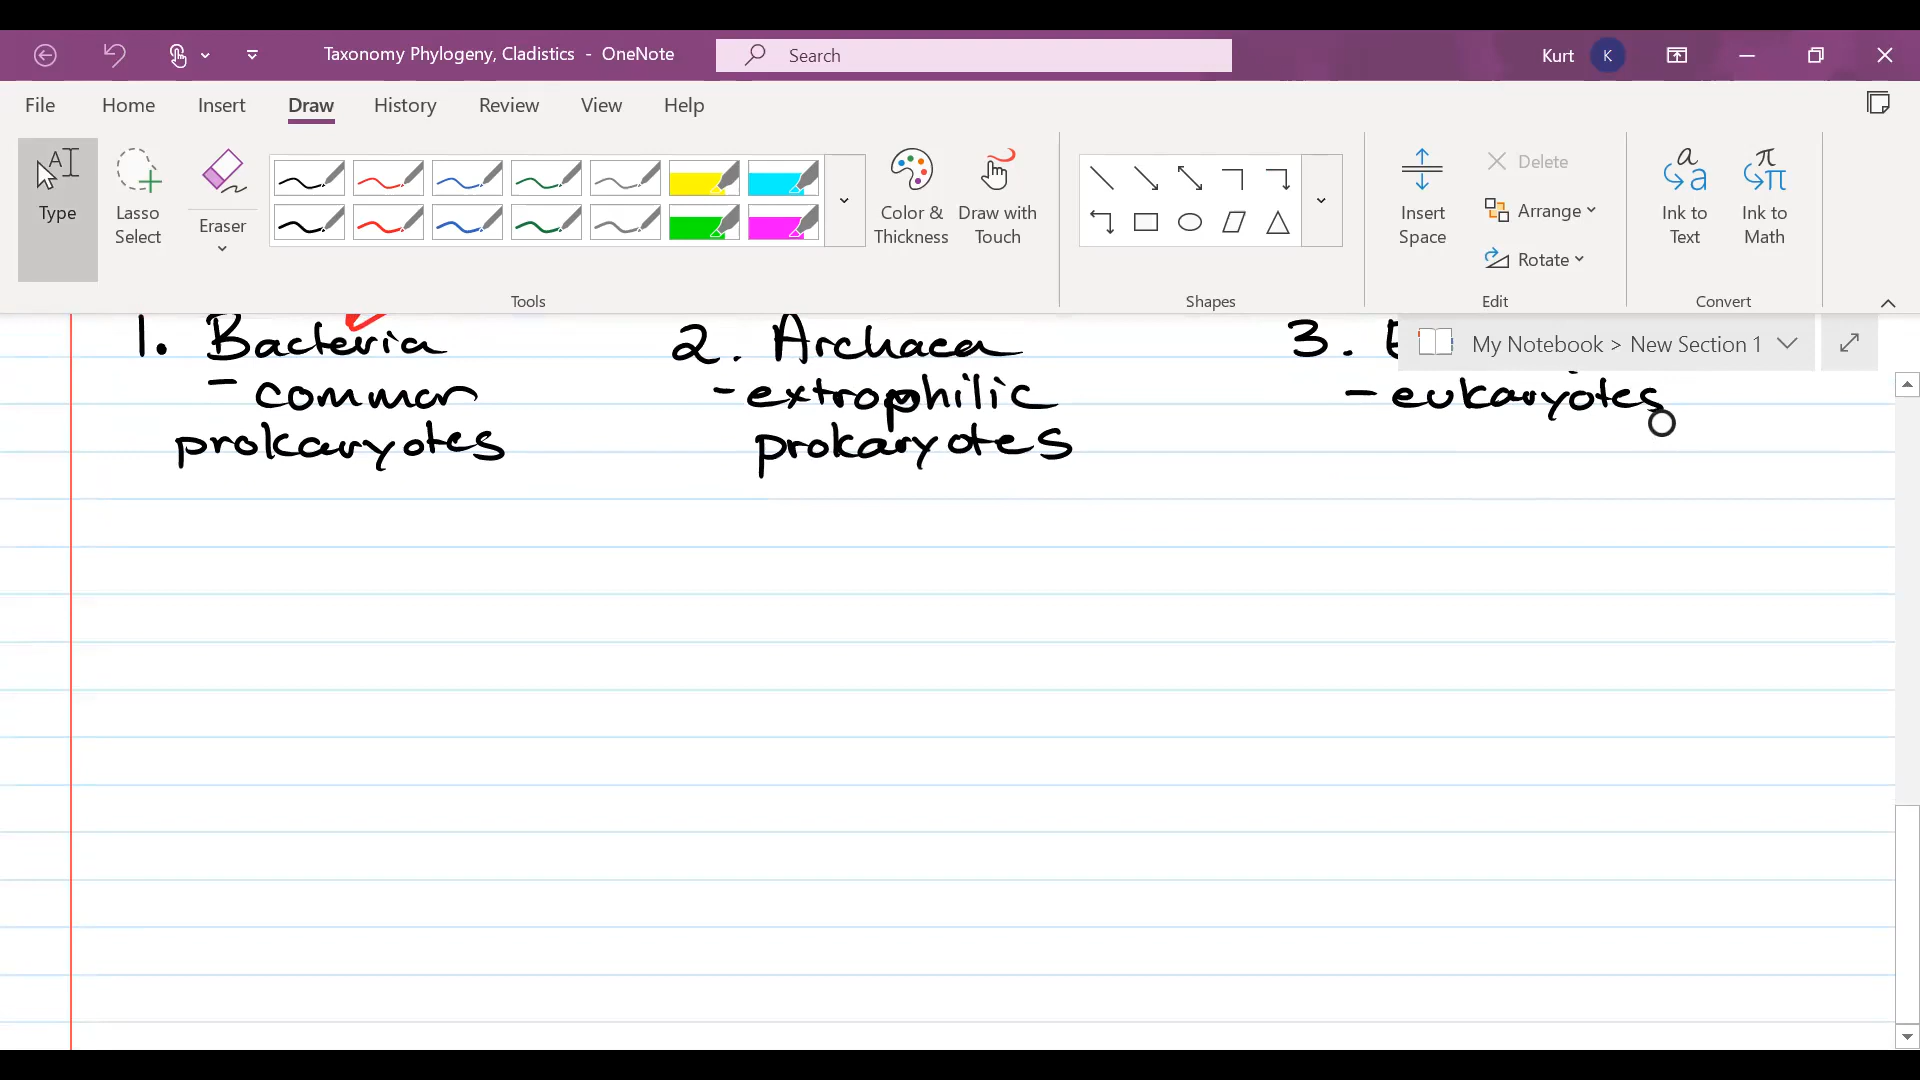 Taxonomy Phylogeny, Cladistics - OneNote
Search
Kurt
K
File
Home
Insert
Draw
History
Review
View
Help
Type
Lasso
Select
Eraser
Color &
Thickness
Draw with
Touch
Insert
Space
Delete
Arrange
Rotate
Ink to
Text
Ink to
Math
Tools
Shapes
Edit
Convert
My Notebook > New Section 1
1. Bacteria
- common
prokaryotes
2. Archaea
- extrophilic
prokaryotes
3.
- eukaryotes